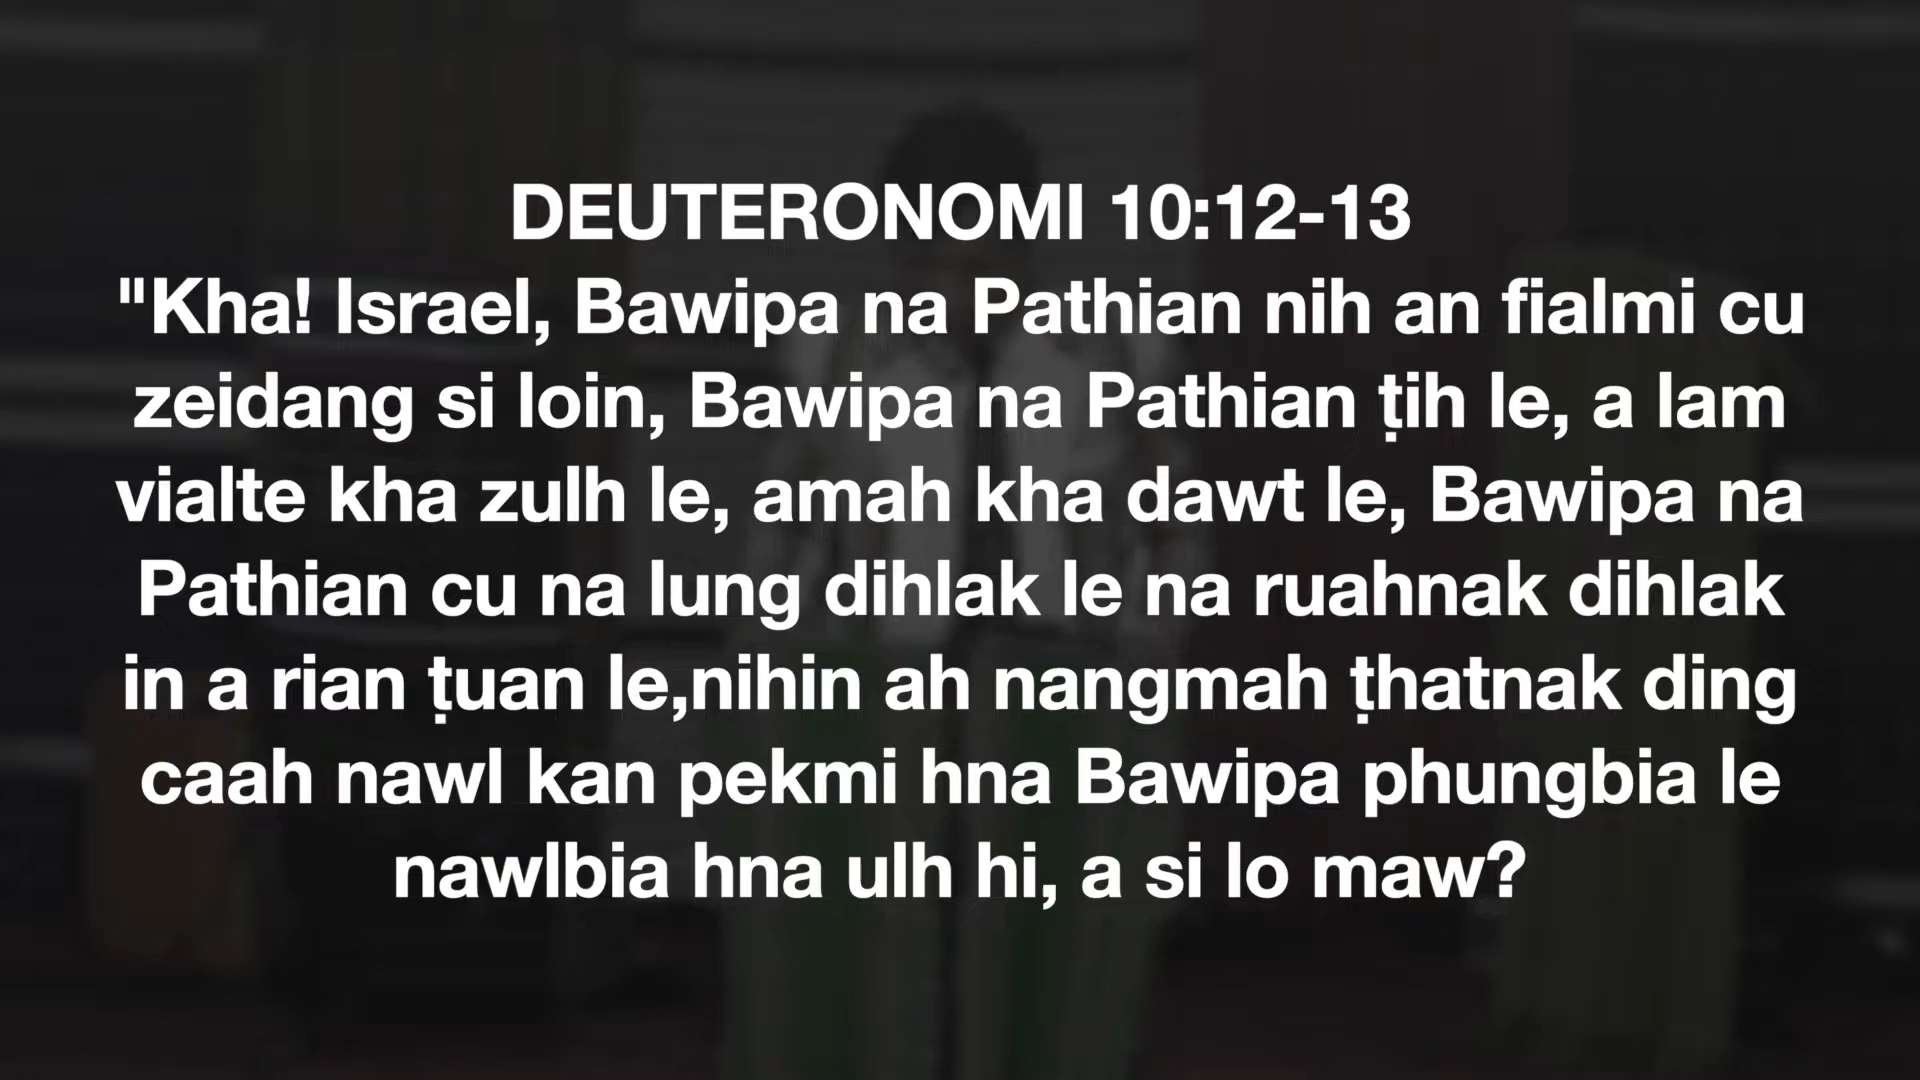 DEUTERONOMI 10:12-13
"Kha! Israel, Bawipa na Pathian nih an fialmi cu
zeidang si loin, Bawipa na Pathian ṭih le, a lam
vialte kha zulh le, amah kha dawt le, Bawipa na
Pathian cu na lung dihlak le na ruahnak dihlak
in a rian ṭuan le,nihin ah nangmah ṭhatnak ding
caah nawl kan pekmi hna Bawipa phungbia le
nawlbia hna ulh hi, a si lo maw?